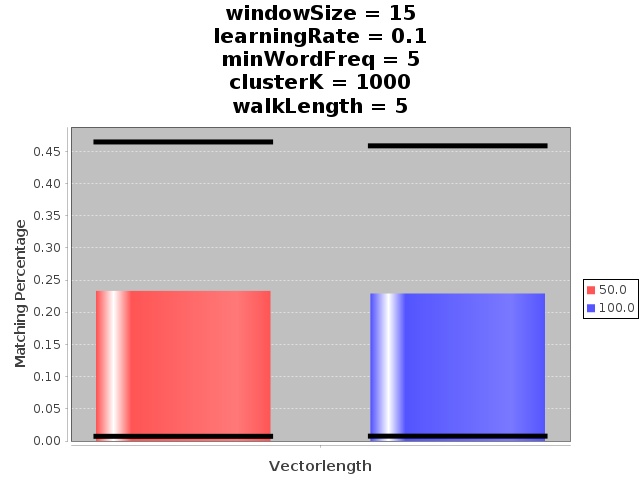 windowSize = 15
learningRate = 0.1
minWordFreq = 5
clusterK = 1000
walkLength = 5
Matching Percentage
0.45
0.40
0.35
0.30
0.25
0.20
0.15
0.10
0.05
0.00
Vectorlength
50.0
100.0